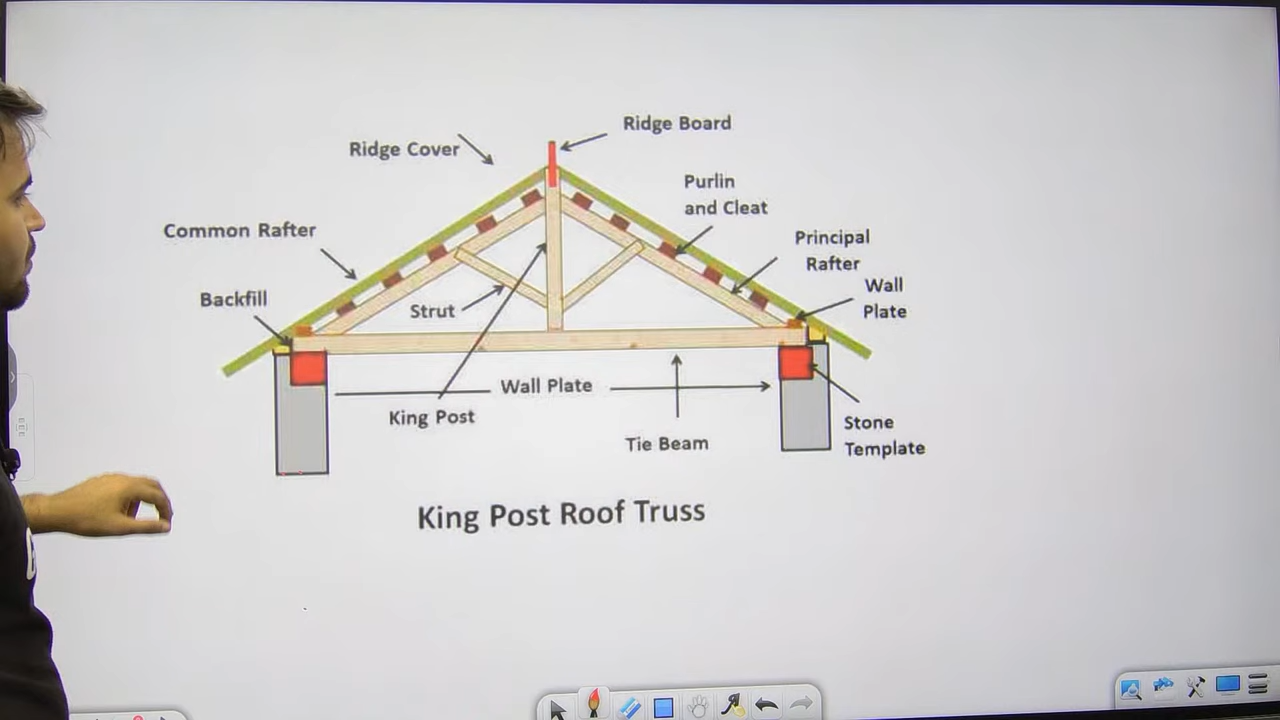 Ridge Board
Ridge Cover
Purlin
and Cleat
Common Rafter
Principal
Rafter
Wall
Plate
Backfill
Strut
Wall Plate
King Post
Tie Beam
Stone
Template
King Post Roof Truss